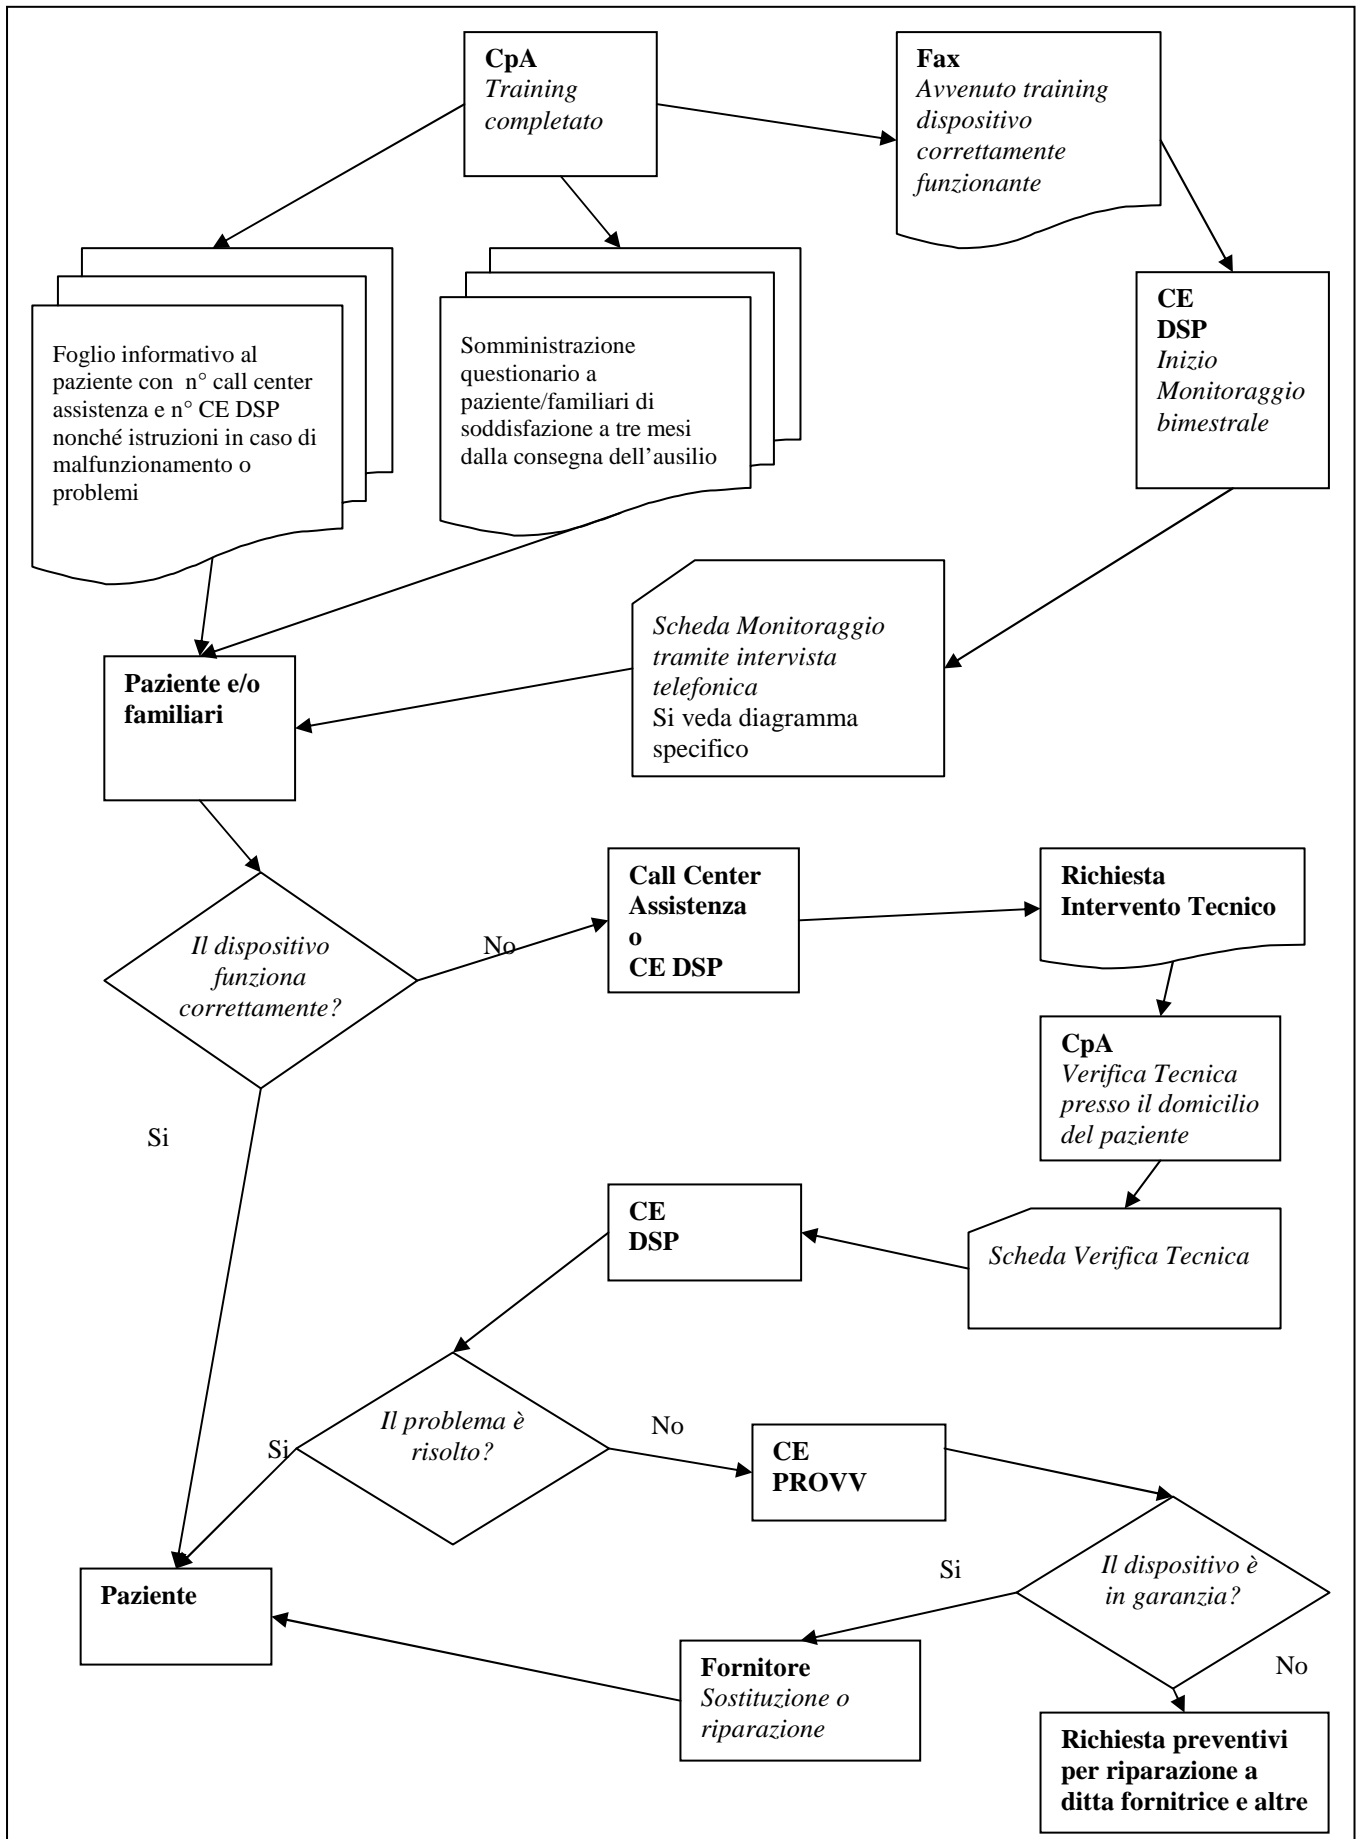 CpA
Training
completato
Fax
Avvenuto training
dispositivo
correttamente
funzionante
Foglio informativo al
paziente con n° call center
assistenza e n° CE DSP
nonché istruzioni in caso di
malfunzionamento o
problemi
Somministrazione
questionario a
paziente/familiari di
soddisfazione a tre mesi
dalla consegna dell'ausilio
CE
DSP
Inizio
Monitoraggio
bimestrale
Scheda Monitoraggio
tramite intervista
telefonica
Si veda diagramma
specifico
Paziente e/o
familiari
Il dispositivo
funziona
correttamente?
No
Call Center
Assistenza
o
CE DSP
Richiesta
Intervento Tecnico
CpA
Verifica Tecnica
presso il domicilio
del paziente
Si
CE
DSP
Scheda Verifica Tecnica
Il problema è
risolto?
Si
No
CE
PROVV
Il dispositivo è
in garanzia?
Si
No
Paziente
Fornitore
Sostituzione o
riparazione
Richiesta preventivi
per riparazione a
ditta fornitrice e altre